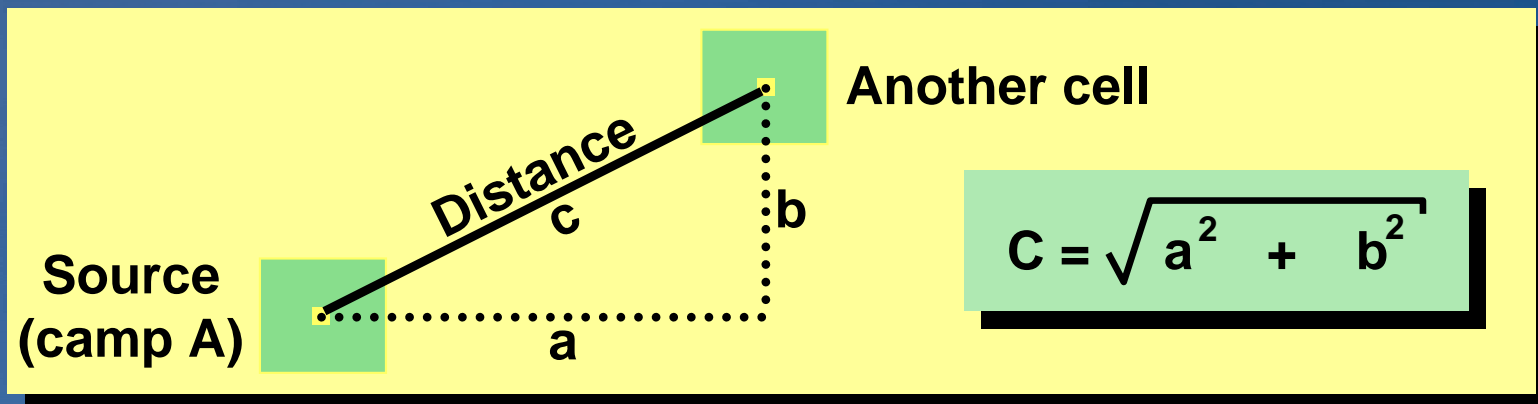 Another cell
Distance
c
b
Source
(camp A)
a
C = √ a² + b²